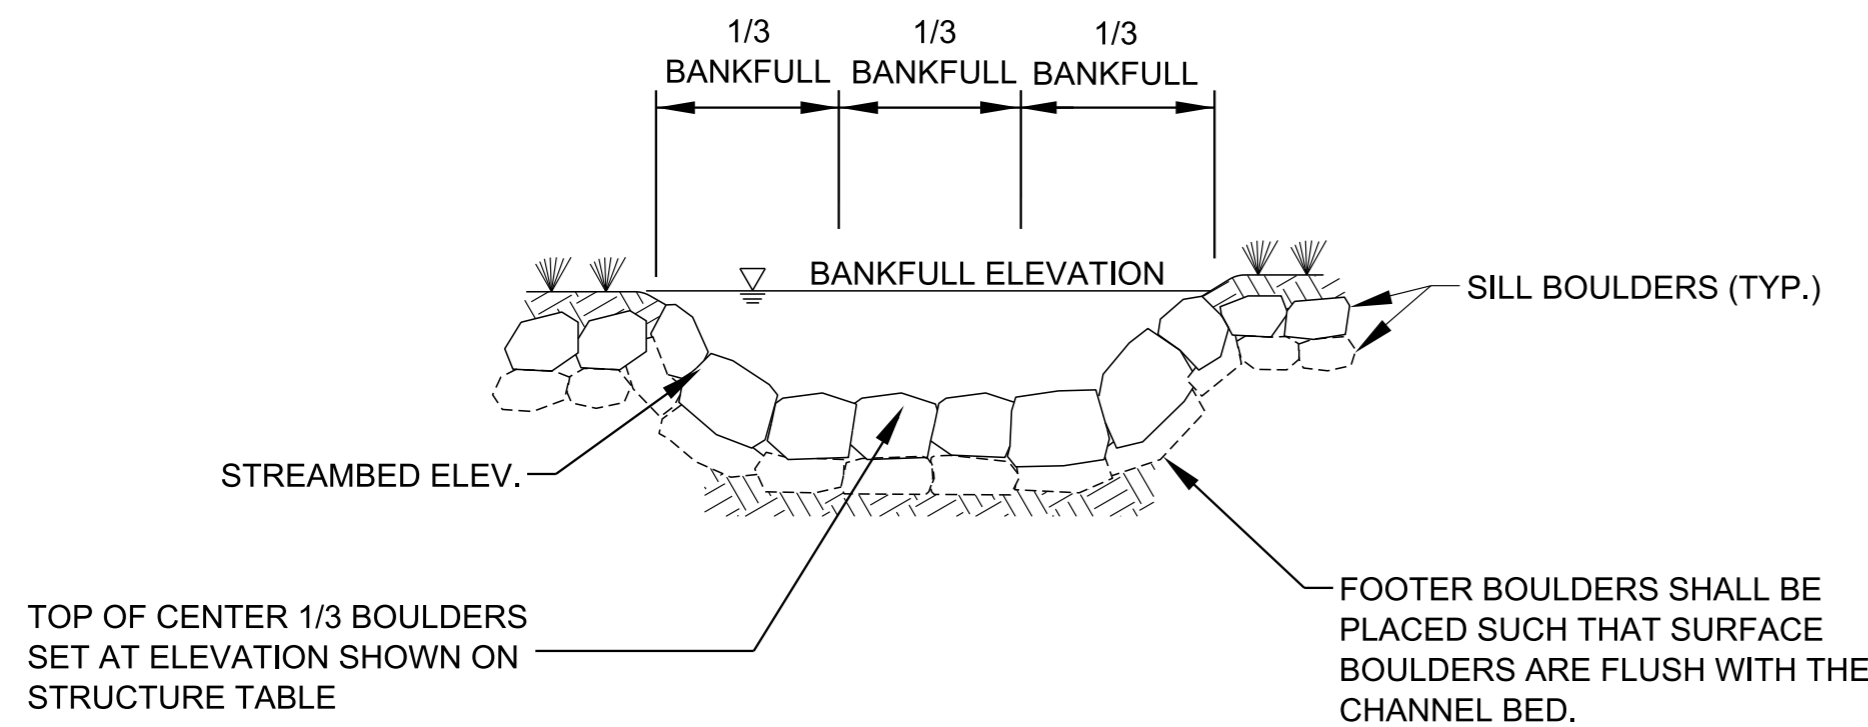 1/3
BANKFULL
1/3
BANKFULL
1/3
BANKFULL
BANKFULL ELEVATION
SILL BOULDERS (TYP.)
STREAMBED ELEV.
TOP OF CENTER 1/3 BOULDERS
SET AT ELEVATION SHOWN ON
STRUCTURE TABLE
FOOTER BOULDERS SHALL BE
PLACED SUCH THAT SURFACE
BOULDERS ARE FLUSH WITH THE
CHANNEL BED.